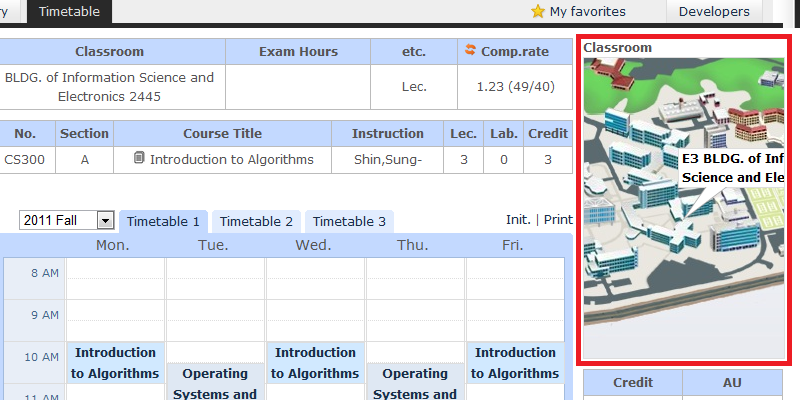 ry Timetable My favorites Developers
Classroom Exam Hours etc. Comp.rate
BLDG. of Information Science and
Electronics 2445
Lec. 1.23 (49/40)
No. Section Course Title Instruction Lec. Lab. Credit
CS300 A Introduction to Algorithms Shin,Sung- 3 0 3
2011 Fall Timetable 1 Timetable 2 Timetable 3 Init. | Print
Mon. Tue. Wed. Thu. Fri.
8 AM
9 AM
10 AM
11 AM
Introduction
to Algorithms
Operating
Systems and
Introduction
to Algorithms
Operating
Systems and
Introduction
to Algorithms
Classroom
E3 BLDG. of Inf
Science and Ele
Credit AU